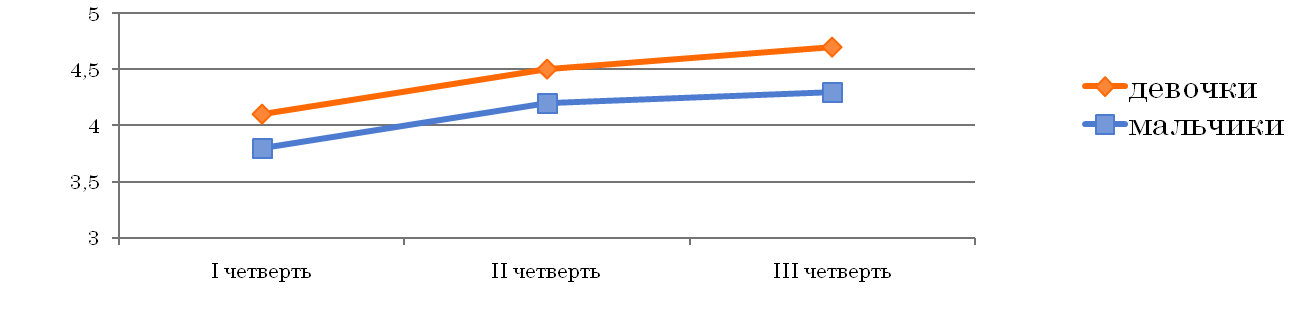 5
4,5
4
3,5
3
I четверть
II четверть
III четверть
девочки
мальчики